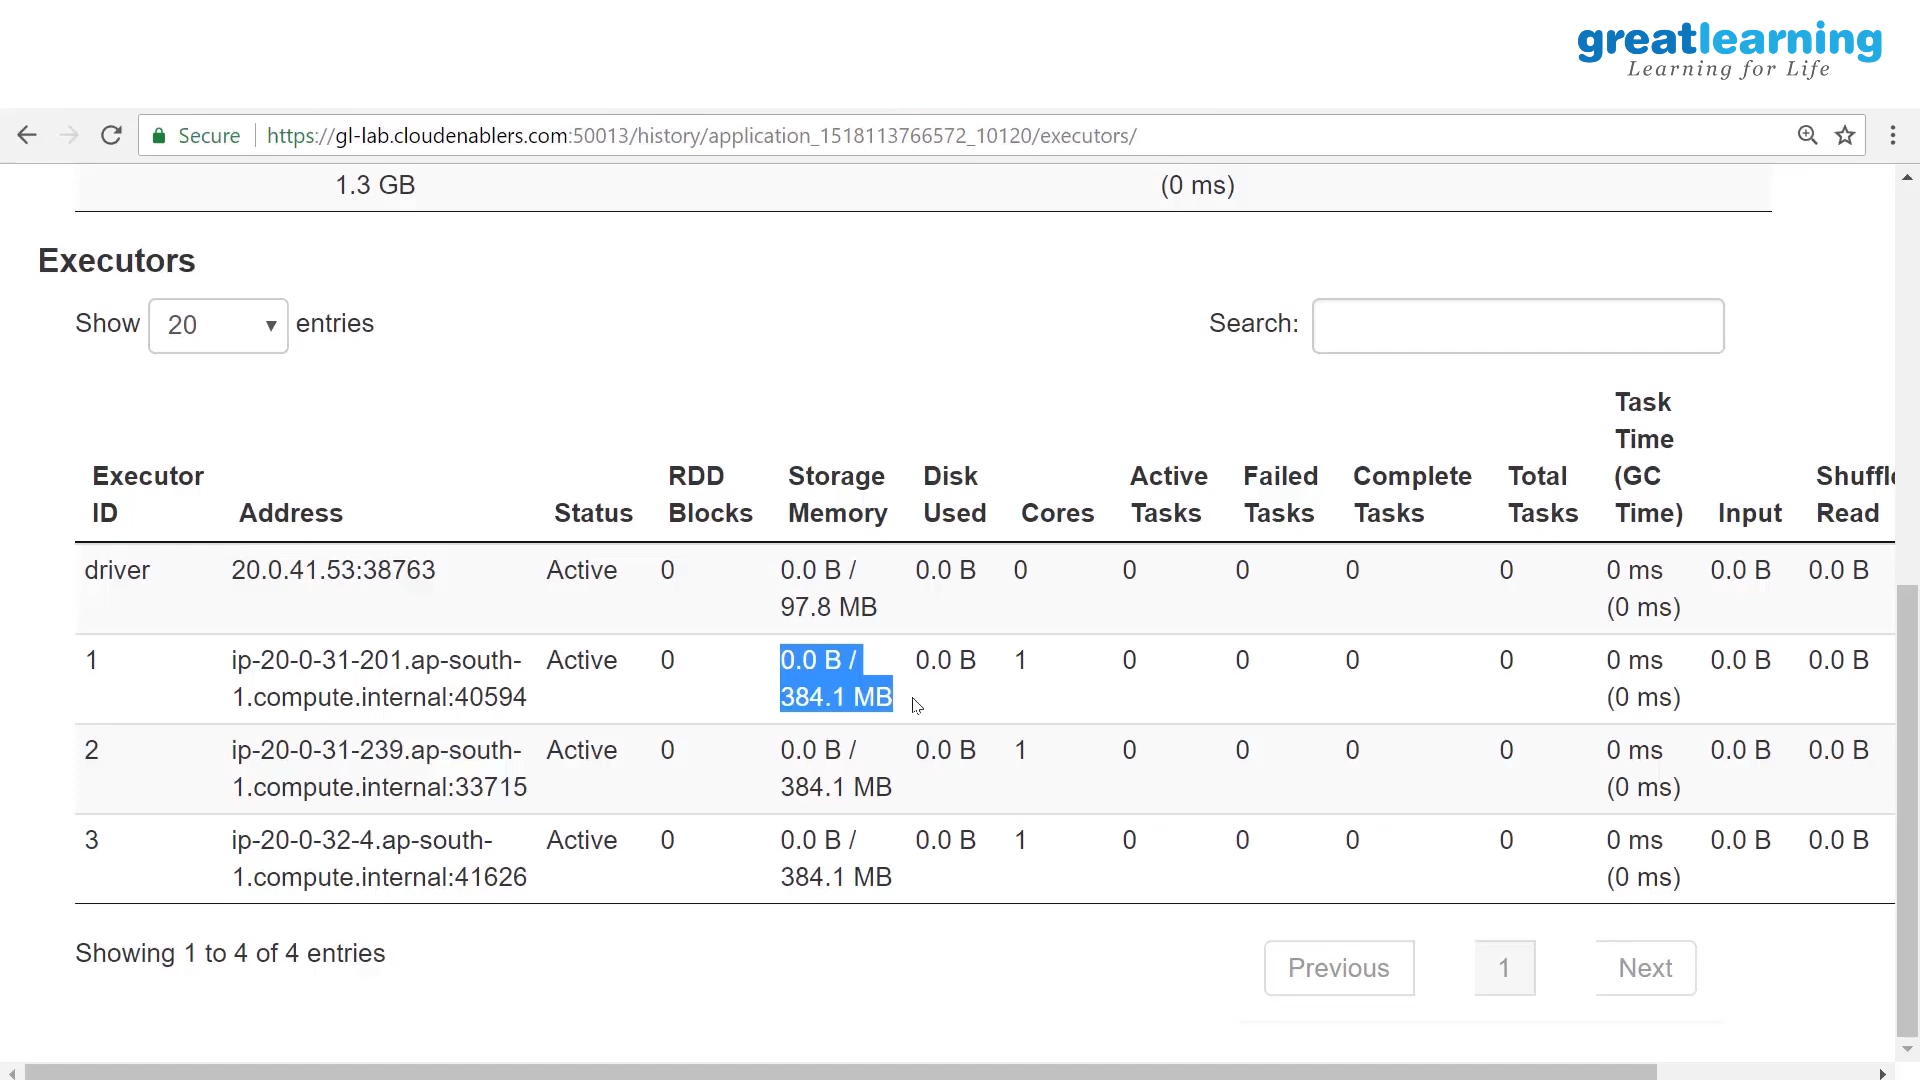 greatlearning
Learning for Life
Secure https://gl-lab.cloudenablers.com:50013/history/application_1518113766572_10120/executors/
1.3 GB (0 ms)
Executors
Show 20 entries Search:
Task
Time
Executor RDD Storage Disk Active Failed Complete Total (GC Shuffle
ID Address Status Blocks Memory Used Cores Tasks Tasks Tasks Tasks Time) Input Read
driver 20.0.41.53:38763 Active 0 0.0 B / 0.0 B 0 0 0 0 0 0 ms 0.0 B 0.0 B
97.8 MB (0 ms)
1 ip-20-0-31-201.ap-south- Active 0 0.0 B / 0.0 B 1 0 0 0 0 0 ms 0.0 B 0.0 B
1.compute.internal:40594 384.1 MB (0 ms)
2 ip-20-0-31-239.ap-south- Active 0 0.0 B / 0.0 B 1 0 0 0 0 0 ms 0.0 B 0.0 B
1.compute.internal:33715 384.1 MB (0 ms)
3 ip-20-0-32-4.ap-south- Active 0 0.0 B / 0.0 B 1 0 0 0 0 0 ms 0.0 B 0.0 B
1.compute.internal:41626 384.1 MB (0 ms)
Showing 1 to 4 of 4 entries
Previous 1 Next